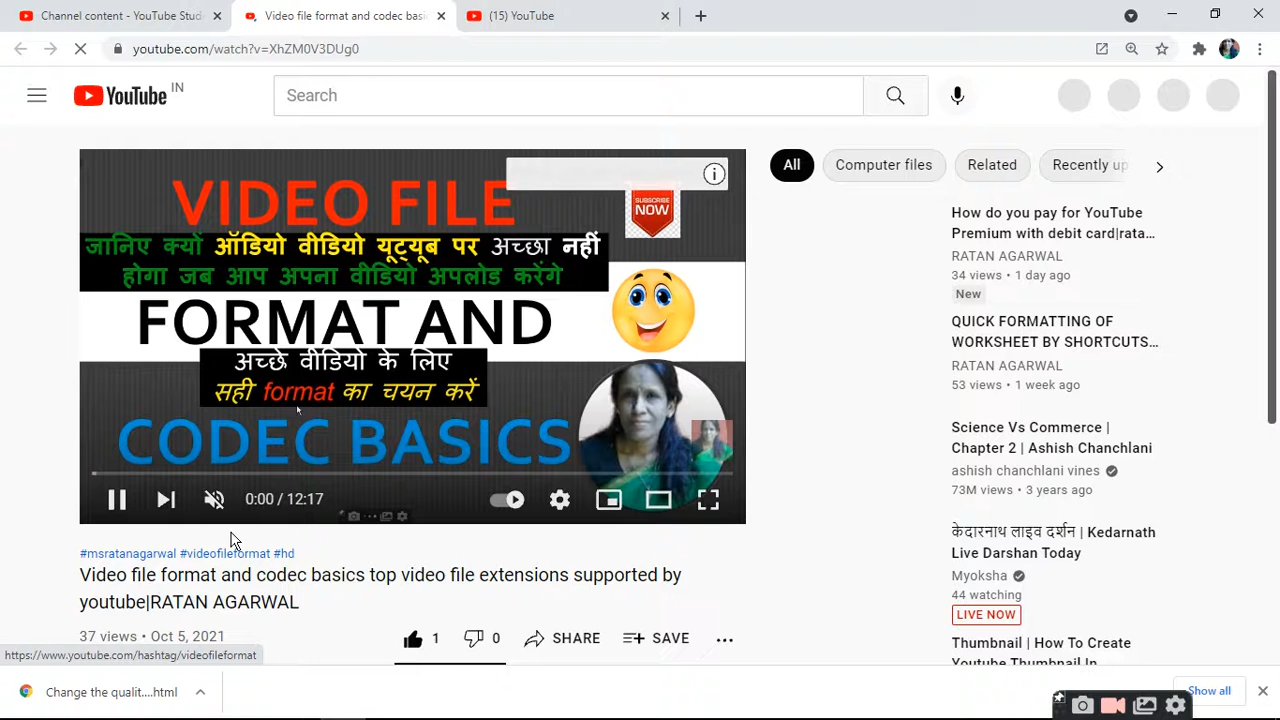 Channel content - YouTube Stud
Video file format and codec basi
(15) YouTube
youtube.com/watch?v=XhZM0V3DUg0
YouTube IN
Search
All
Computer files
Related
Recently up
VIDEO FILE
SUBSCRIBE
NOW
जानिए क्यों ऑडियो वीडियो यूट्यूब पर अच्छा नहीं
होगा जब आप अपना वीडियो अपलोड करेंगे
FORMAT AND
अच्छे वीडियो के लिए
सही format का चयन करें
CODEC BASICS
0:00 / 12:17
#msratanagarwal #videofileformat #hd
Video file format and codec basics top video file extensions supported by
youtube|RATAN AGARWAL
37 views • Oct 5, 2021
1
0
SHARE
SAVE
How do you pay for YouTube
Premium with debit card|rata...
RATAN AGARWAL
34 views • 1 day ago
New
QUICK FORMATTING OF
WORKSHEET BY SHORTCUTS...
RATAN AGARWAL
53 views • 1 week ago
Science Vs Commerce |
Chapter 2 | Ashish Chanchlani
ashish chanchlani vines
73M views • 3 years ago
केदारनाथ लाइव दर्शन | Kedarnath
Live Darshan Today
Myoksha
44 watching
LIVE NOW
Thumbnail | How To Create
Youtube Thumbnail In
https://www.youtube.com/hashtag/videofileformat
Change the qualit....html
Show all